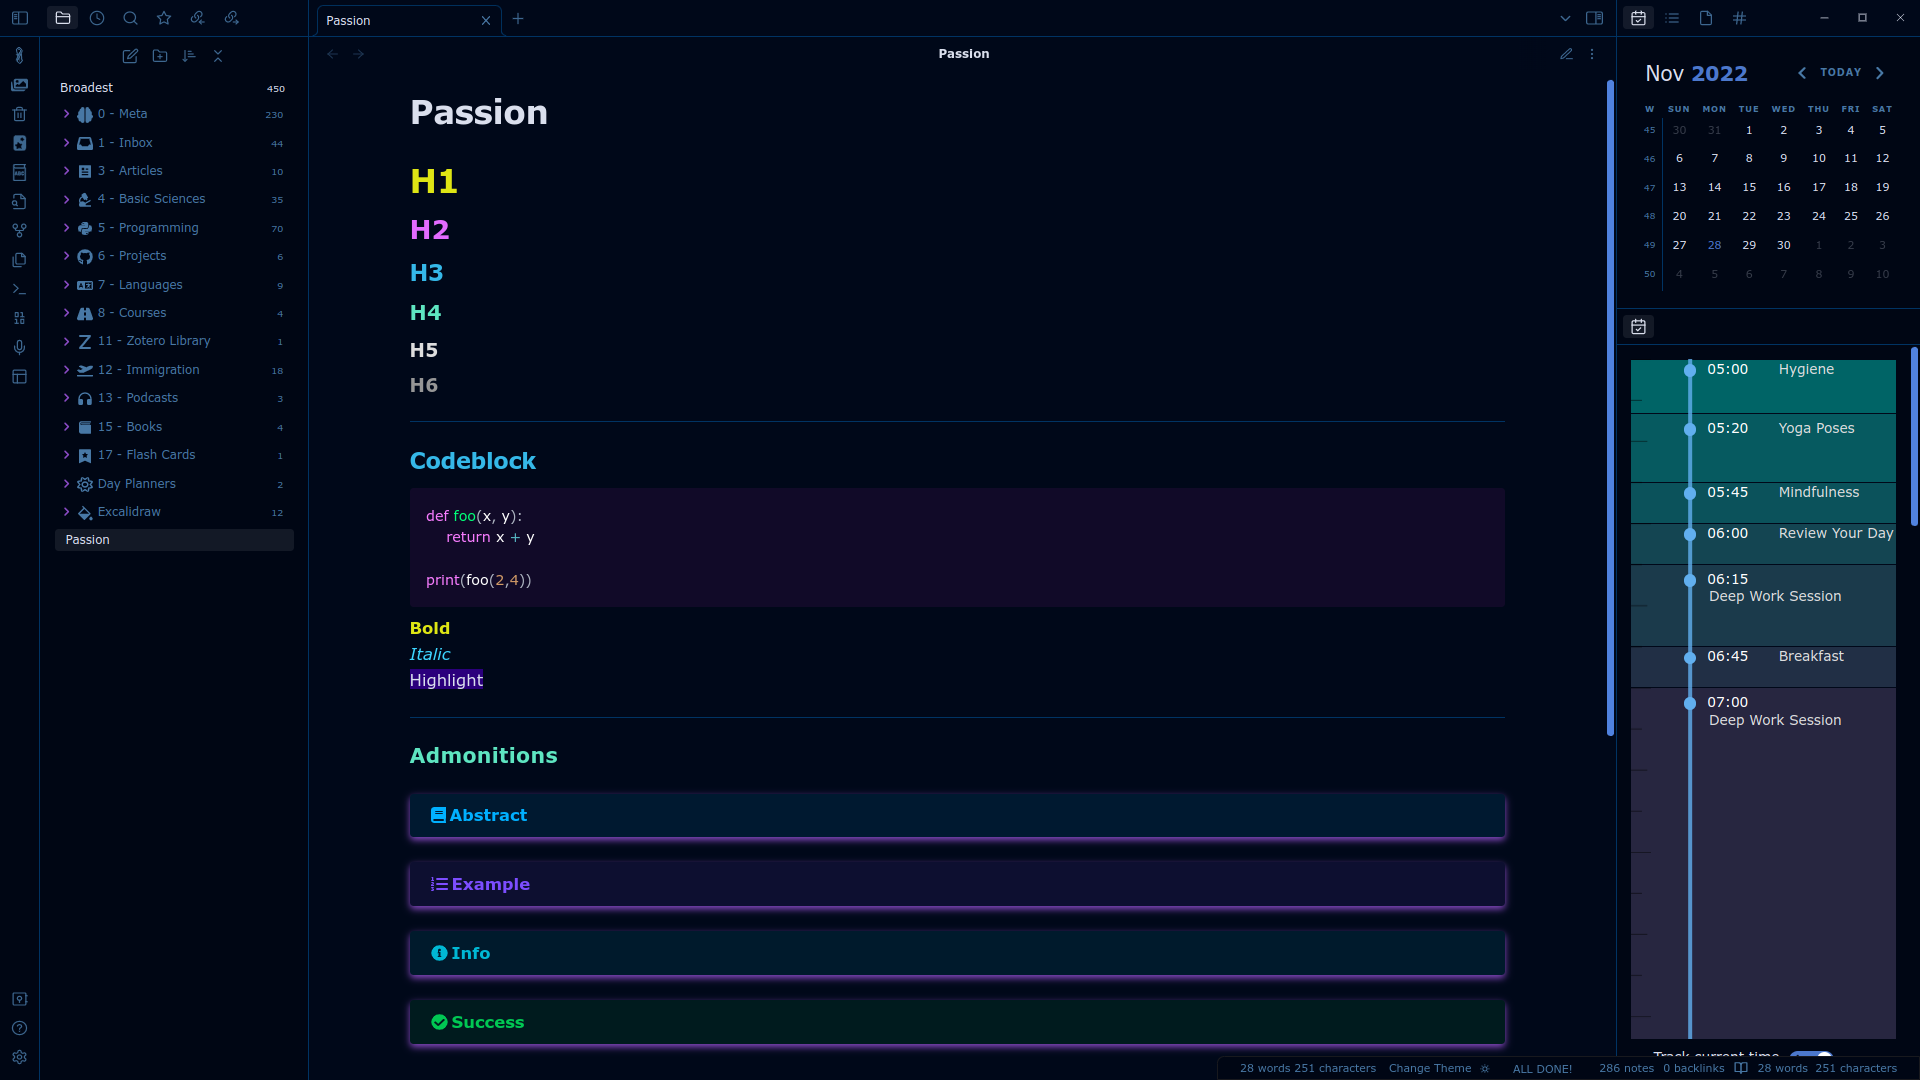 Passion
Broadest 450
0 - Meta 230
1 - Inbox 44
3 - Articles 10
4 - Basic Sciences 35
5 - Programming 70
6 - Projects 6
7 - Languages 9
8 - Courses 4
11 - Zotero Library 1
12 - Immigration 18
13 - Podcasts 3
15 - Books 4
17 - Flash Cards 1
Day Planners 2
Excalidraw 12
Passion
Passion
Passion
H1
H2
H3
H4
H5
H6
Codeblock
def foo(x, y):
return x + y
print(foo(2,4))
Bold
Italic
Highlight
Admonitions
Abstract
Example
Info
Success
Nov 2022 TODAY
W SUN MON TUE WED THU FRI SAT
45 30 31 1 2 3 4 5
46 6 7 8 9 10 11 12
47 13 14 15 16 17 18 19
48 20 21 22 23 24 25 26
49 27 28 29 30 1 2 3
50 4 5 6 7 8 9 10
05:00 Hygiene
05:20 Yoga Poses
05:45 Mindfulness
06:00 Review Your Day
06:15
Deep Work Session
06:45 Breakfast
07:00
Deep Work Session
Track current time
28 words 251 characters Change Theme ALL DONE! 286 notes 0 backlinks 28 words 251 characters